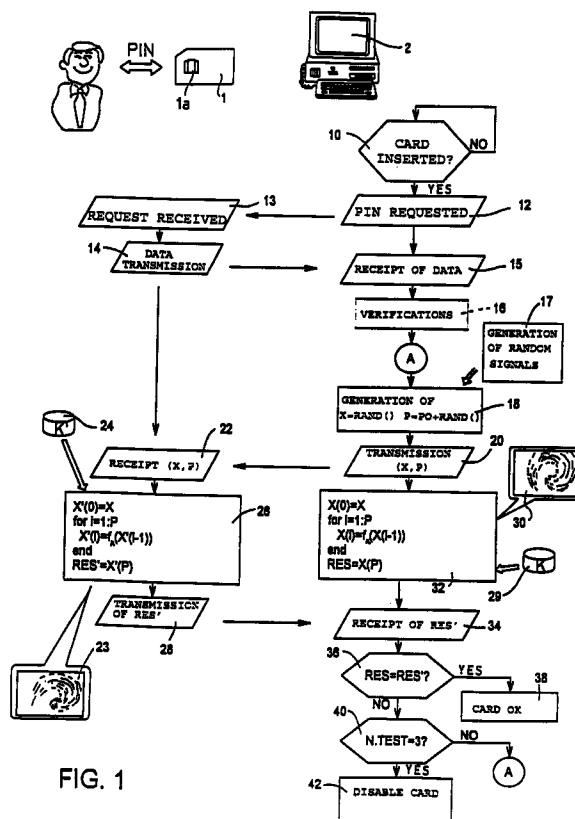 PIN
2
1a
1
10
CARD
INSERTED?
NO
YES
13
REQUEST RECEIVED
PIN REQUESTED
12
14
DATA
TRANSMISSION
RECEIPT OF DATA
15
VERIFICATIONS
16
17
GENERATION
OF RANDOM
SIGNALS
A
GENERATION OF
X=RAND() P=PO+RAND()
18
24
K'
22
RECEIPT (X,P)
TRANSMISSION
(X,P)
20
30
X'(0)=X
for i=1:P
X'(i)=fA(X'(i-1))
end
RES'=X'(P)
26
X(0)=X
for i=1:P
X(i)=fA(X(i-1))
end
RES=X(P)
32
K
29
TRANSMISSION
OF RES'
28
RECEIPT OF RES'
34
23
36
RES=RES'?
YES
38
CARD OK
NO
40
N.TEST=3?
NO
A
YES
42
DISABLE CARD
FIG. 1